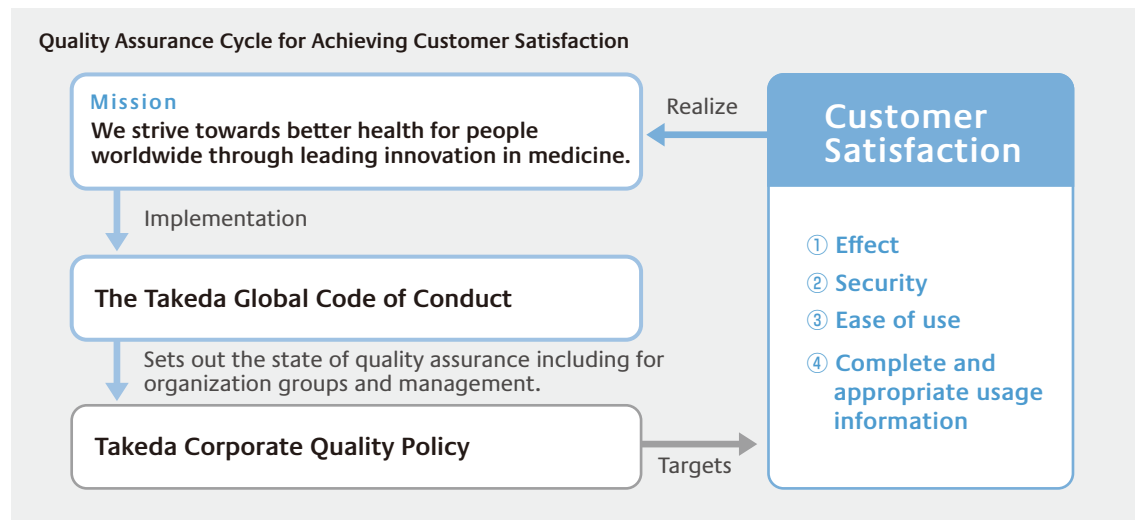 Quality Assurance Cycle for Achieving Customer Satisfaction
Mission
We strive towards better health for people
worldwide through leading innovation in medicine.
Realize
Customer
Satisfaction
Implementation
① Effect
② Security
③ Ease of use
④ Complete and
appropriate usage
information
The Takeda Global Code of Conduct
Sets out the state of quality assurance including for
organization groups and management.
Takeda Corporate Quality Policy
Targets